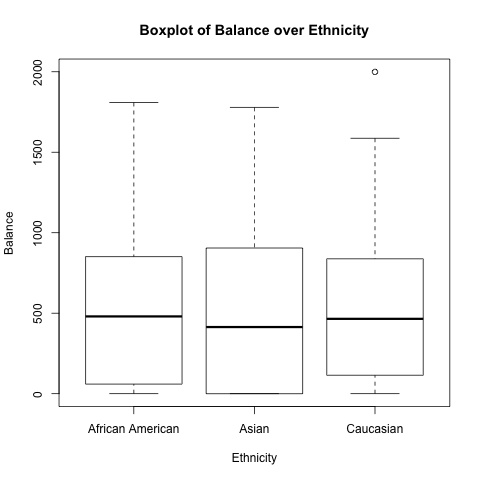 Boxplot of Balance over Ethnicity
2000
1500
1000
500
0
Balance
African American Asian Caucasian
Ethnicity